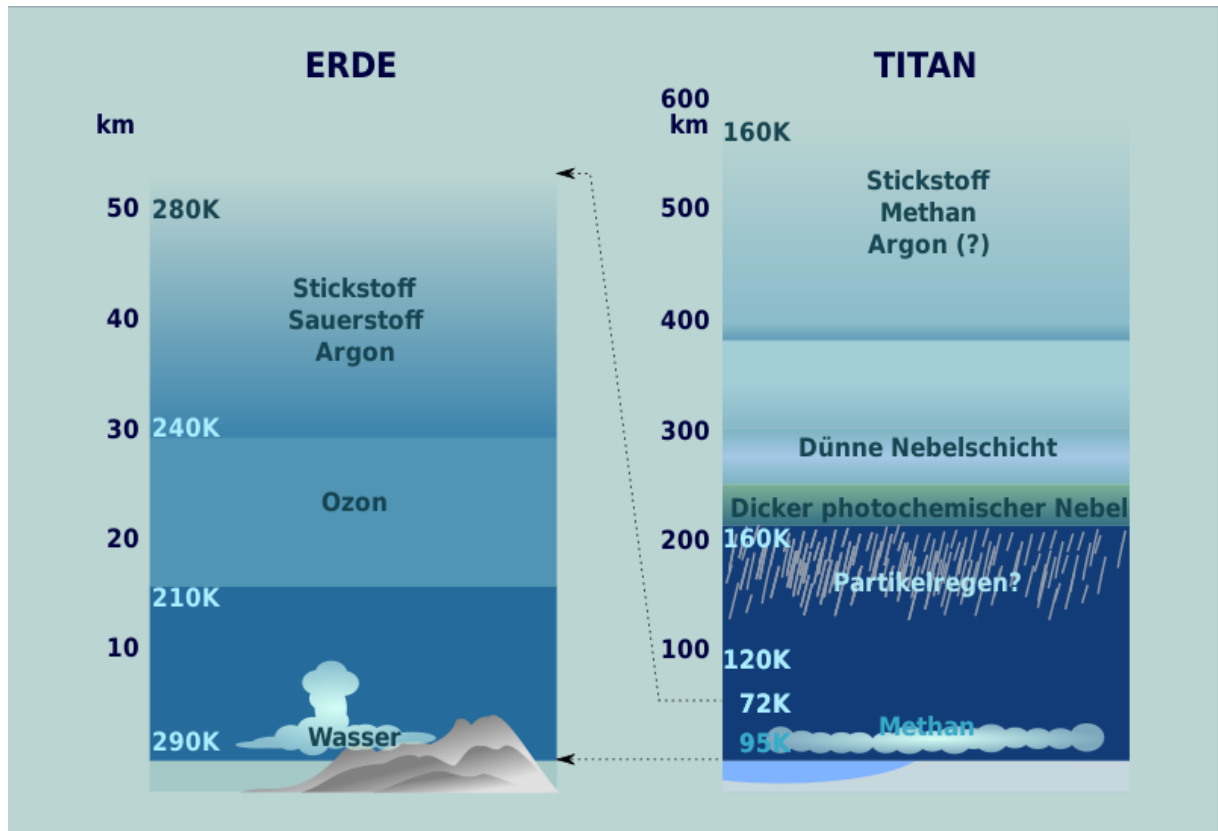 ERDE
km
50
280K
Stickstoff
Sauerstoff
Argon
40
30
240K
Ozon
20
210K
10
Wasser
290K
TITAN
600
km
160K
Stickstoff
Methan
Argon (?)
500
400
300
Dünne Nebelschicht
Dicker photochemischer Nebel
200
160K
Partikelregen?
100
120K
72K
Methan
95K